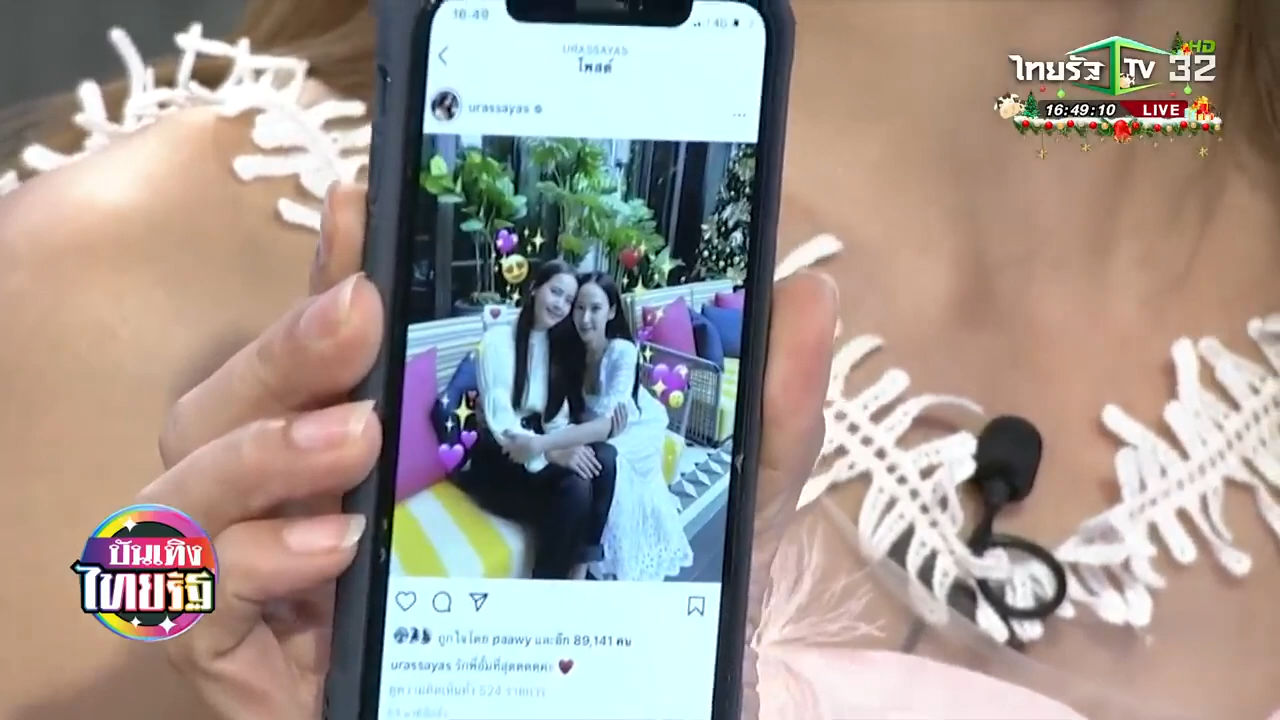 16:49
4G
URASSAYAS
โพสต์
urassayas
ไทยรัฐ TV HD 32
16:49:10 LIVE
บันเทิง
ไทยรัฐ
ถูกใจโดย paawy และอีก 89,141 คน
urassayas รักพี่อั้มที่สุดดดดค่ะ
ดูความคิดเห็นทั้ง 524 รายการ